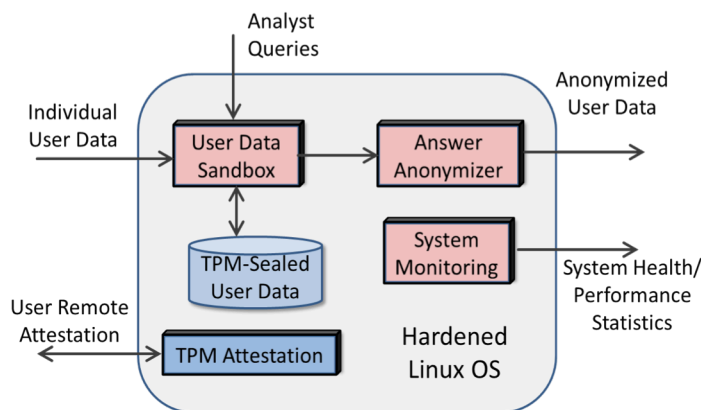 Analyst
Queries
Anonymized
User Data
Individual
User Data
User Data
Sandbox
Answer
Anonymizer
System
Monitoring
TPM-Sealed
User Data
System Health/
Performance
Statistics
User Remote
Attestation
TPM Attestation
Hardened
Linux OS